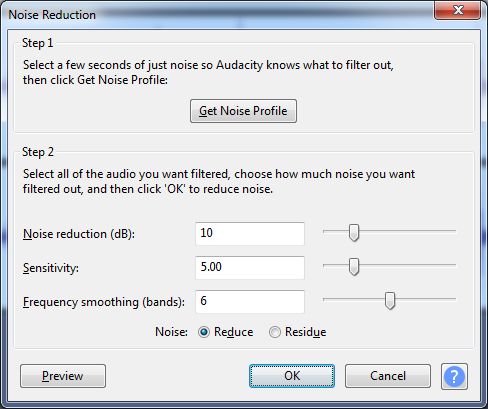 Noise Reduction
Step 1
Select a few seconds of just noise so Audacity knows what to filter out,
then click Get Noise Profile:
Get Noise Profile
Step 2
Select all of the audio you want filtered, choose how much noise you want
filtered out, and then click 'OK' to reduce noise.
Noise reduction (dB): 10
Sensitivity: 5.00
Frequency smoothing (bands): 6
Noise: Reduce Residue
Preview OK Cancel ?